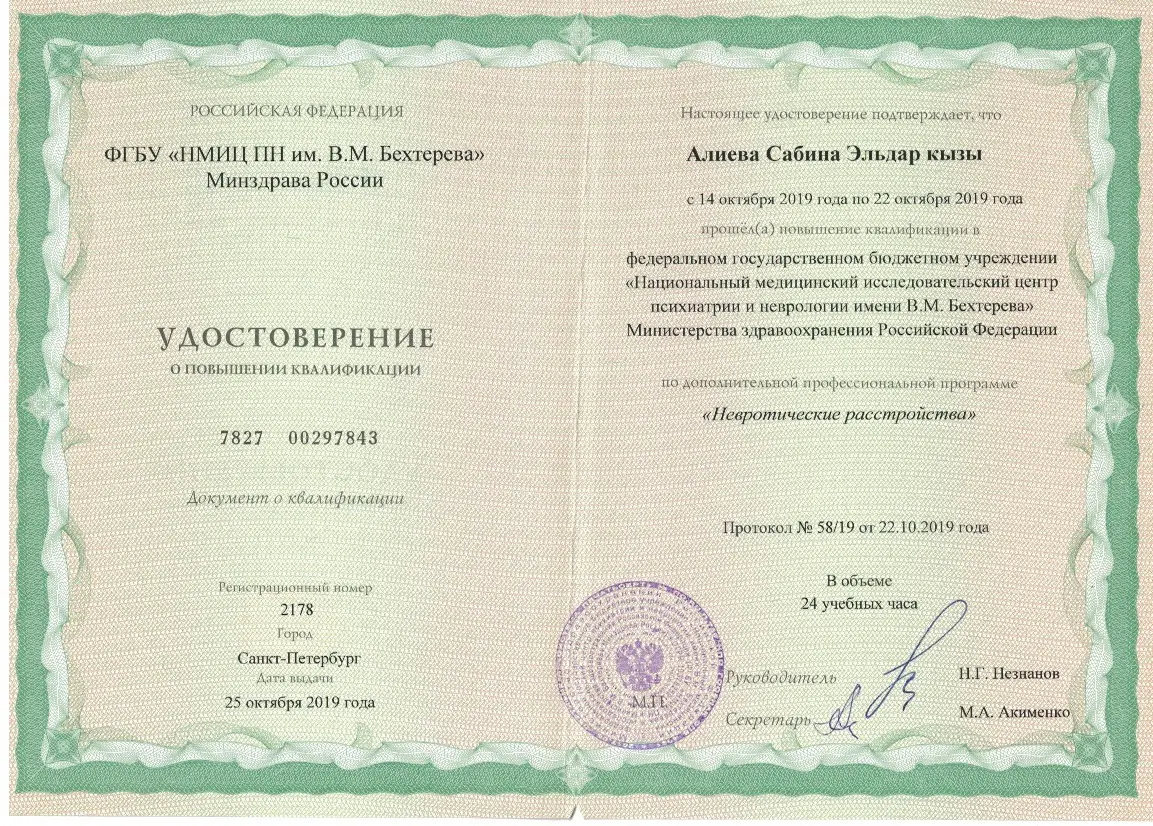 РОССИЙСКАЯ ФЕДЕРАЦИЯ
ФГБУ «НМИЦ ПН им. В.М. Бехтерева»
Минздрава России
УДОСТОВЕРЕНИЕ
О ПОВЫШЕНИИ КВАЛИФИКАЦИИ
7827 00297843
Документ о квалификации
Регистрационный номер
2178
Город
Санкт-Петербург
Дата выдачи
25 октября 2019 года
Настоящее удостоверение подтверждает, что
Алиева Сабина Эльдар кызы
с 14 октября 2019 года по 22 октября 2019 года
прошёл(а) повышение квалификации в
федеральном государственном бюджетном учреждении
«Национальный медицинский исследовательский центр
психиатрии и неврологии имени В.М. Бехтерева»
Министерства здравоохранения Российской Федерации
по дополнительной профессиональной программе
«Невротические расстройства»
Протокол № 58/19 от 22.10.2019 года
В объеме
24 учебных часа
Руководитель
Н.Г. Незнанов
М.П.
Секретарь
М.А. Акименко